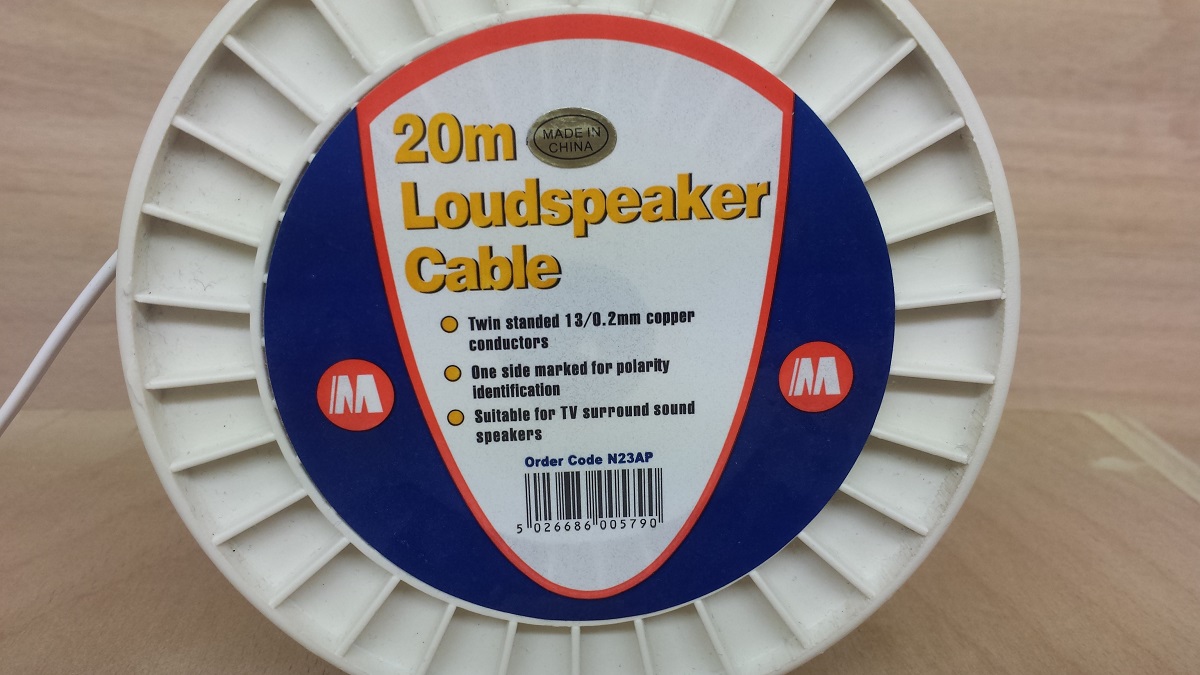 20m
MADE IN
CHINA
Loudspeaker
Cable
Twin standed 13/0.2mm copper
conductors
One side marked for polarity
identification
Suitable for TV surround sound
speakers
Order Code N23AP
5 026686 005790
M
M